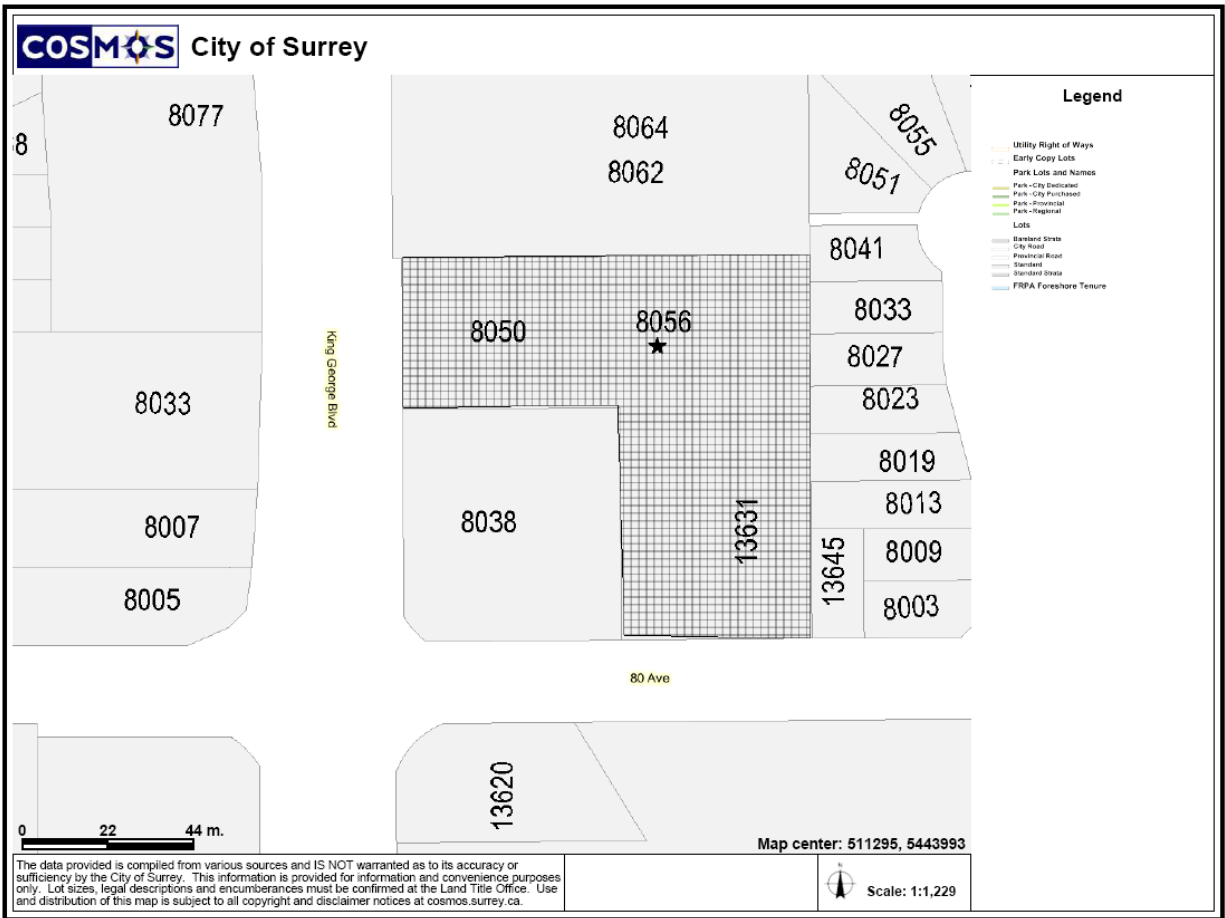 COSMOS City of Surrey
8077
8
8064
8062
8055
8051
8041
8050
8056
8033
8027
8023
8019
8013
8009
8003
King George Blvd
8033
8007
8005
8038
13631
13645
80 Ave
13620
0 22 44 m.
Map center: 511295, 5443993
Legend
Utility Right of Ways
Early Copy Lots
Park Lots and Names
Park - City Dedicated
Park - City Purchased
Park - Provincial
Park - Regional
Lots
Bareland Strata
City Road
Provincial Road
Standard
Standard Strata
FRPA Foreshore Tenure
The data provided is compiled from various sources and IS NOT warranted as to its accuracy or
sufficiency by the City of Surrey. This information is provided for information and convenience purposes
only. Lot sizes, legal descriptions and encumberances must be confirmed at the Land Title Office. Use
and distribution of this map is subject to all copyright and disclaimer notices at cosmos.surrey.ca.
N
Scale: 1:1,229